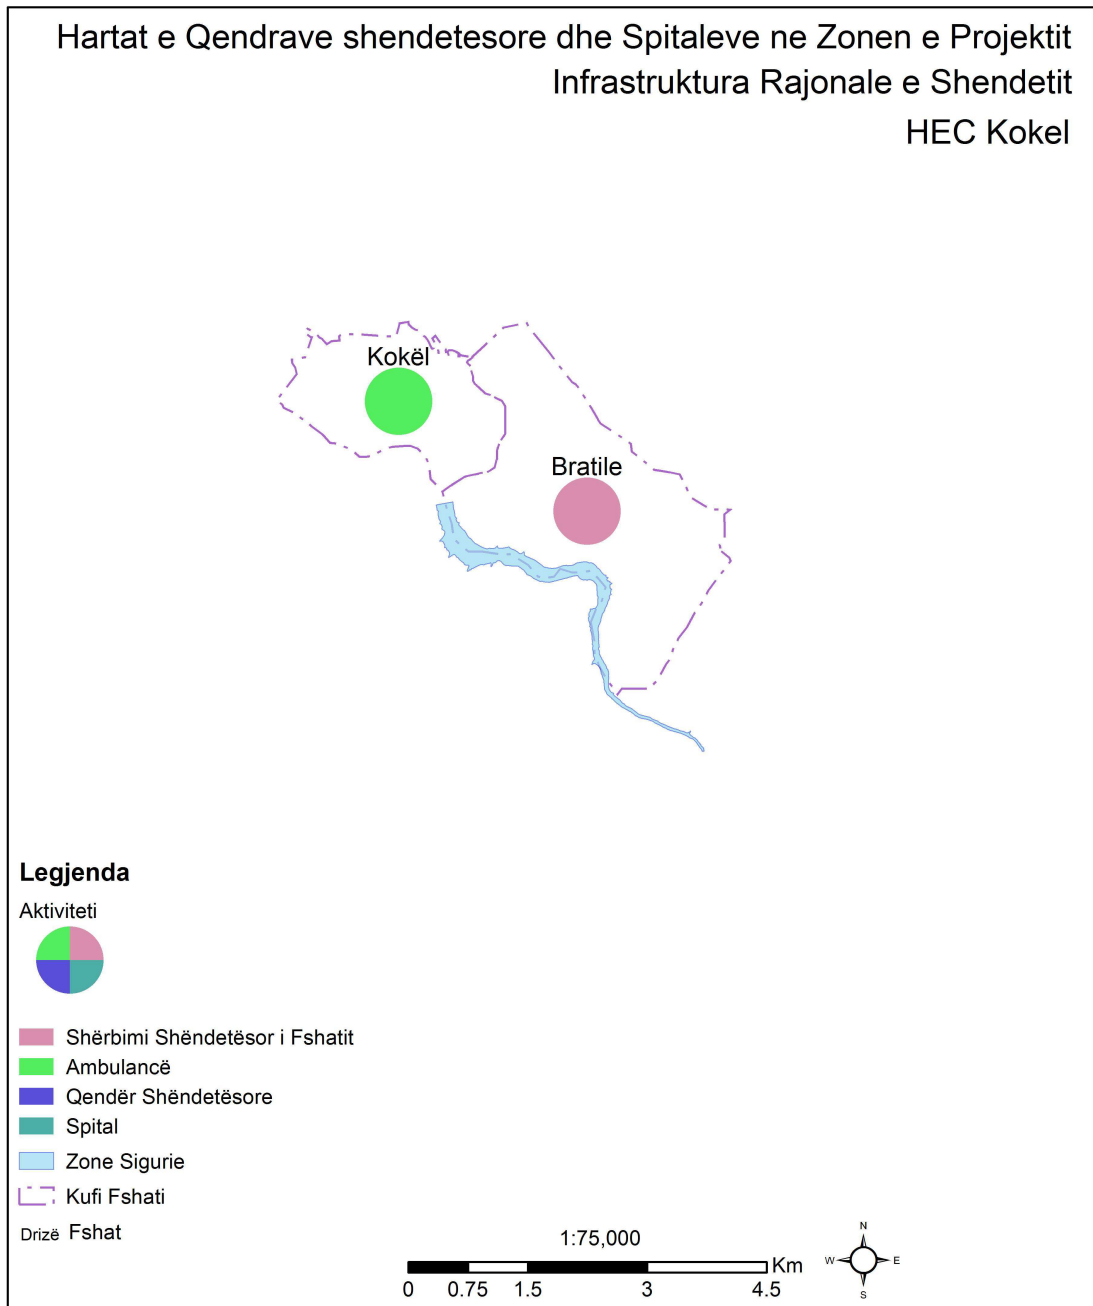 Hartat e Qendrave shendetesore dhe Spitaleve ne Zonen e Projektit
Infrastruktura Rajonale e Shendetit
HEC Kokel
Kokël
Bratile
Legjenda
Aktiviteti
Shërbimi Shëndetësor i Fshatit
Ambulancë
Qendër Shëndetësore
Spital
Zone Sigurie
Kufi Fshati
Drizë Fshat
1:75,000
Km
0 0.75 1.5 3 4.5
N
W E
S